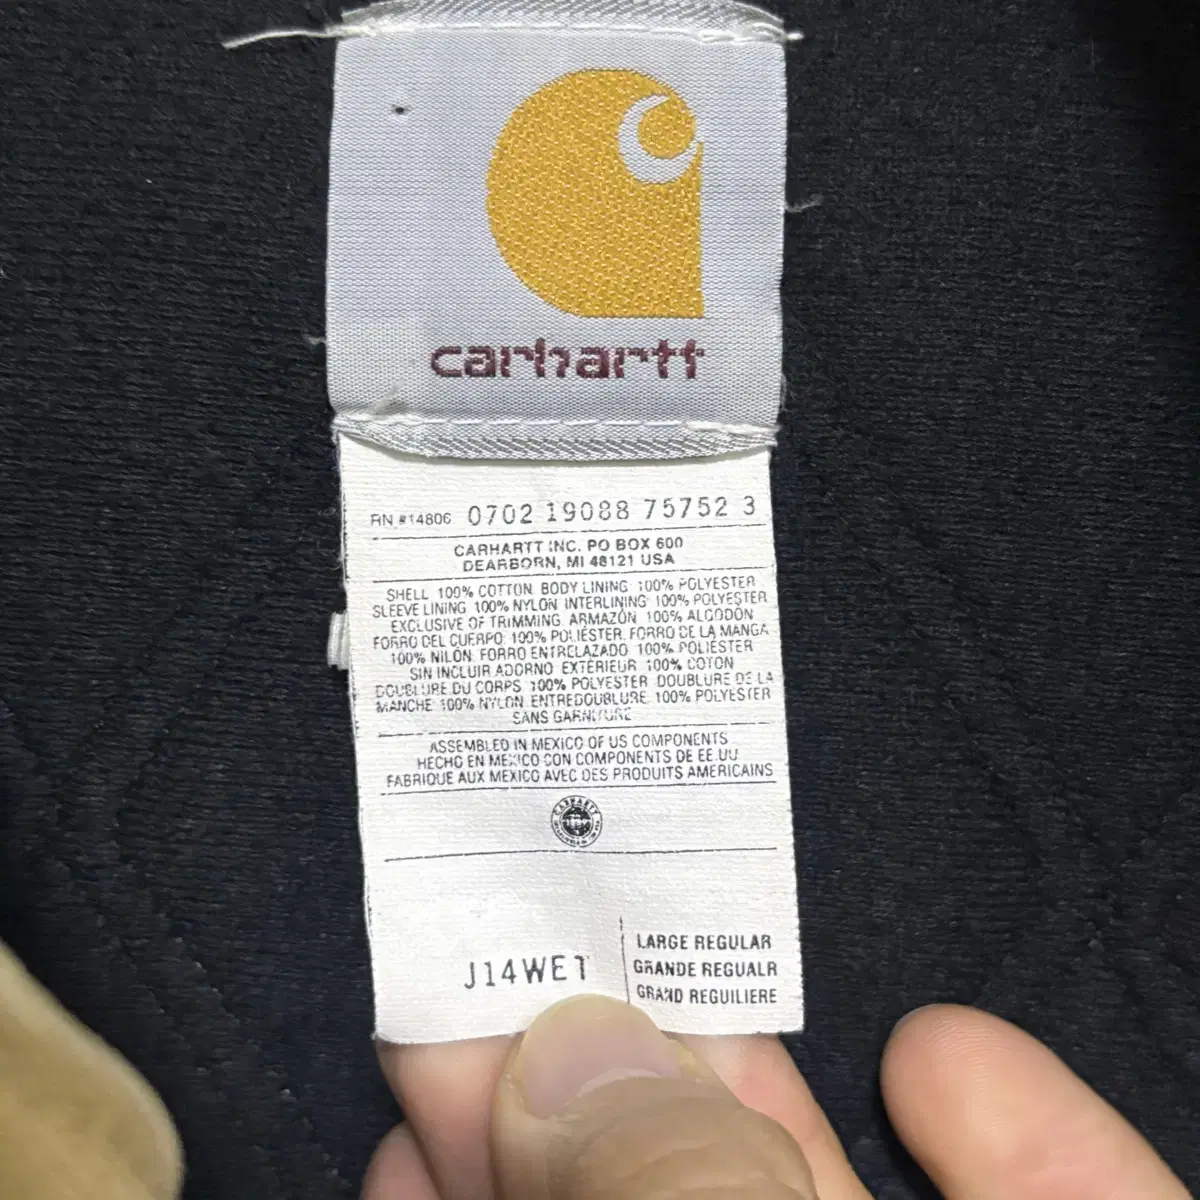 carhartt
RN #14806 0702 19088 75752 3
CARHARTT INC. PO BOX 600
DEARBORN, MI 48121 USA
SHELL 100% COTTON BODY LINING 100% POLYESTER
SLEEVE LINING 100% NYLON INTERLINING 100% POLYESTER
EXCLUSIVE OF TRIMMING ARMAZÓN 100% ALGODÓN
FORRO DEL CUERPO 100% POLIÉSTER FORRO DE LA MANGA
100% NILÓN FORRO ENTRELAZADO 100% POLIÉSTER
SIN INCLUIR ADORNO EXTÉRIEUR 100% COTON
DOUBLURE DU CORPS 100% POLYESTER DOUBLURE DE LA
MANCHE 100% NYLON ENTREDOUBLURE 100% POLYESTER
SANS GARNITURE
ASSEMBLED IN MEXICO OF US COMPONENTS
HECHO EN MEXICO CON COMPONENTS DE EE.UU
FABRIQUE AUX MEXICO AVEC DES PRODUITS AMERICAINS
CARHARTT
J14WET
LARGE REGULAR
GRANDE REGUALR
GRAND REGUILIERE